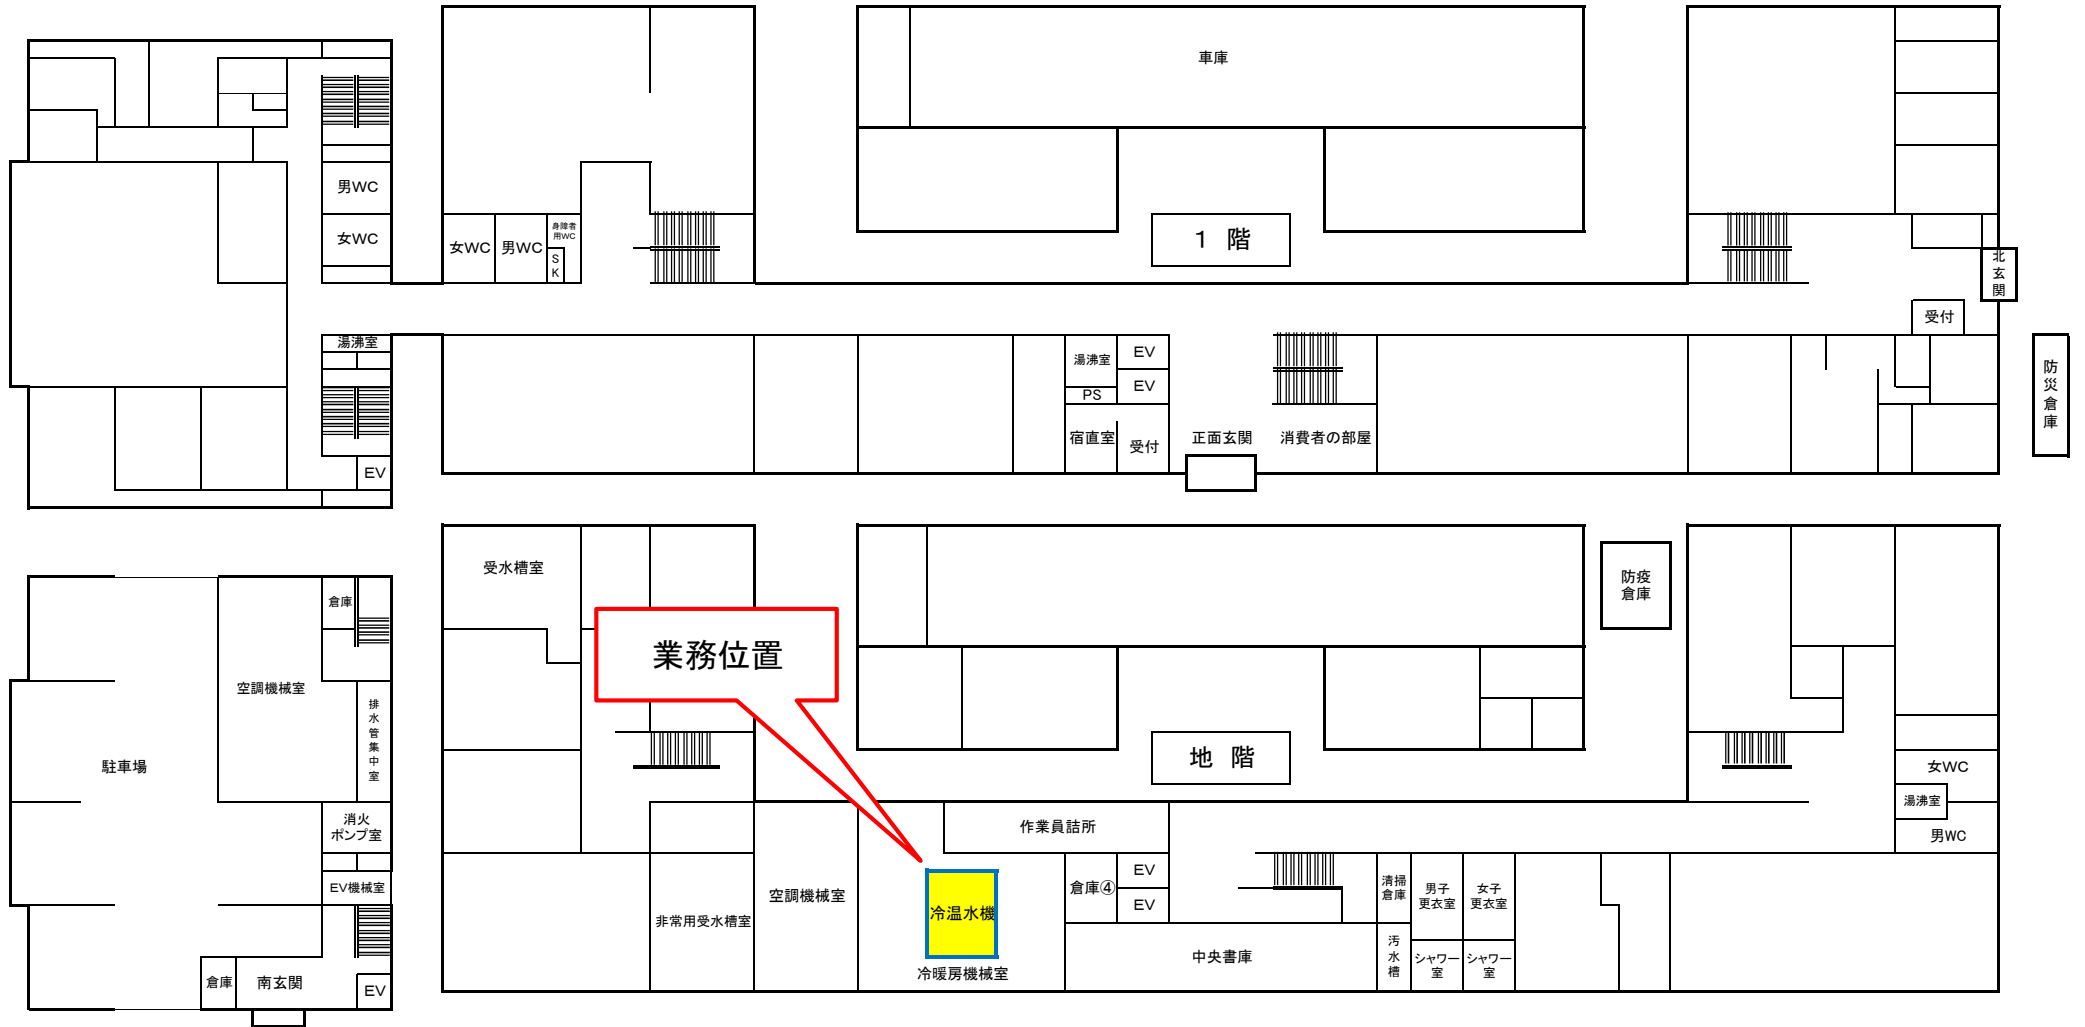 車庫
男WC
女WC
女WC
男WC
身障者
用WC
S
K
1 階
北
玄
関
受付
湯沸室
EV
湯沸室
PS
EV
EV
宿直室
受付
正面玄関
消費者の部屋
防
災
倉
庫
受水槽室
防疫
倉庫
倉庫
空調機械室
排
水
管
集
中
室
駐車場
消火
ポンプ室
EV機械室
倉庫
南玄関
EV
業務位置
地 階
女WC
湯沸室
男WC
作業員詰所
空調機械室
非常用受水槽室
冷温水機
冷暖房機械室
倉庫④
EV
EV
中央書庫
清掃
倉庫
汚
水
槽
男子
更衣室
女子
更衣室
シャワー
室
シャワー
室